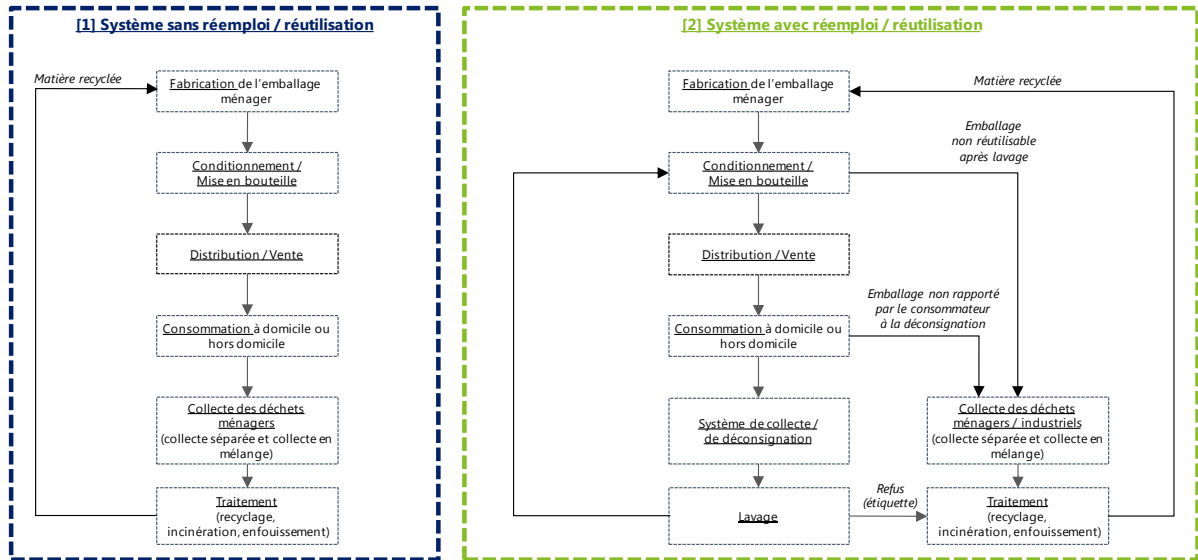 [1] Système sans réemploi / réutilisation
Matière recyclée
Fabrication de l'emballage
ménager
Conditionnement /
Mise en bouteille
Distribution / Vente
Consommation à domicile ou
hors domicile
Collecte des déchets
ménagers
(collecte séparée et collecte en
mélange)
Traitement
(recyclage,
incinération, enfouissement)
[2] Système avec réemploi / réutilisation
Fabrication de l'emballage
ménager
Matière recyclée
Emballage
non réutilisable
après lavage
Conditionnement /
Mise en bouteille
Distribution / Vente
Emballage non rapporté
par le consommateur
à la déconsignation
Consommation à domicile ou
hors domicile
Système de collecte /
de déconsignation
Collecte des déchets
ménagers / industriels
(collecte séparée et collecte en
mélange)
Lavage
Refus
(étiquette)
Traitement
(recyclage,
incinération, enfouissement)